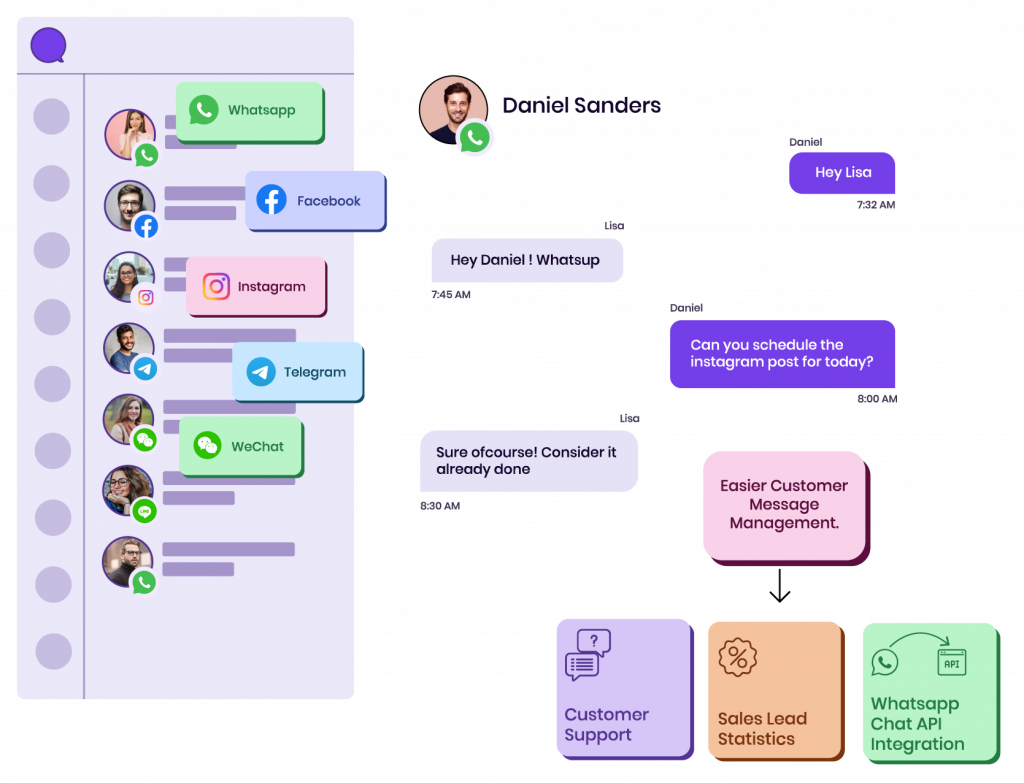 Whatsapp
Facebook
Instagram
Telegram
WeChat
LINE
Daniel Sanders
Daniel
Hey Lisa
7:32 AM
Lisa
Hey Daniel ! Whatsup
7:45 AM
Daniel
Can you schedule the
instagram post for today?
8:00 AM
Lisa
Sure ofcourse! Consider it
already done
8:30 AM
Easier Customer
Message
Management.
?
Customer
Support
%
Sales Lead
Statistics
API
Whatsapp
Chat API
Integration